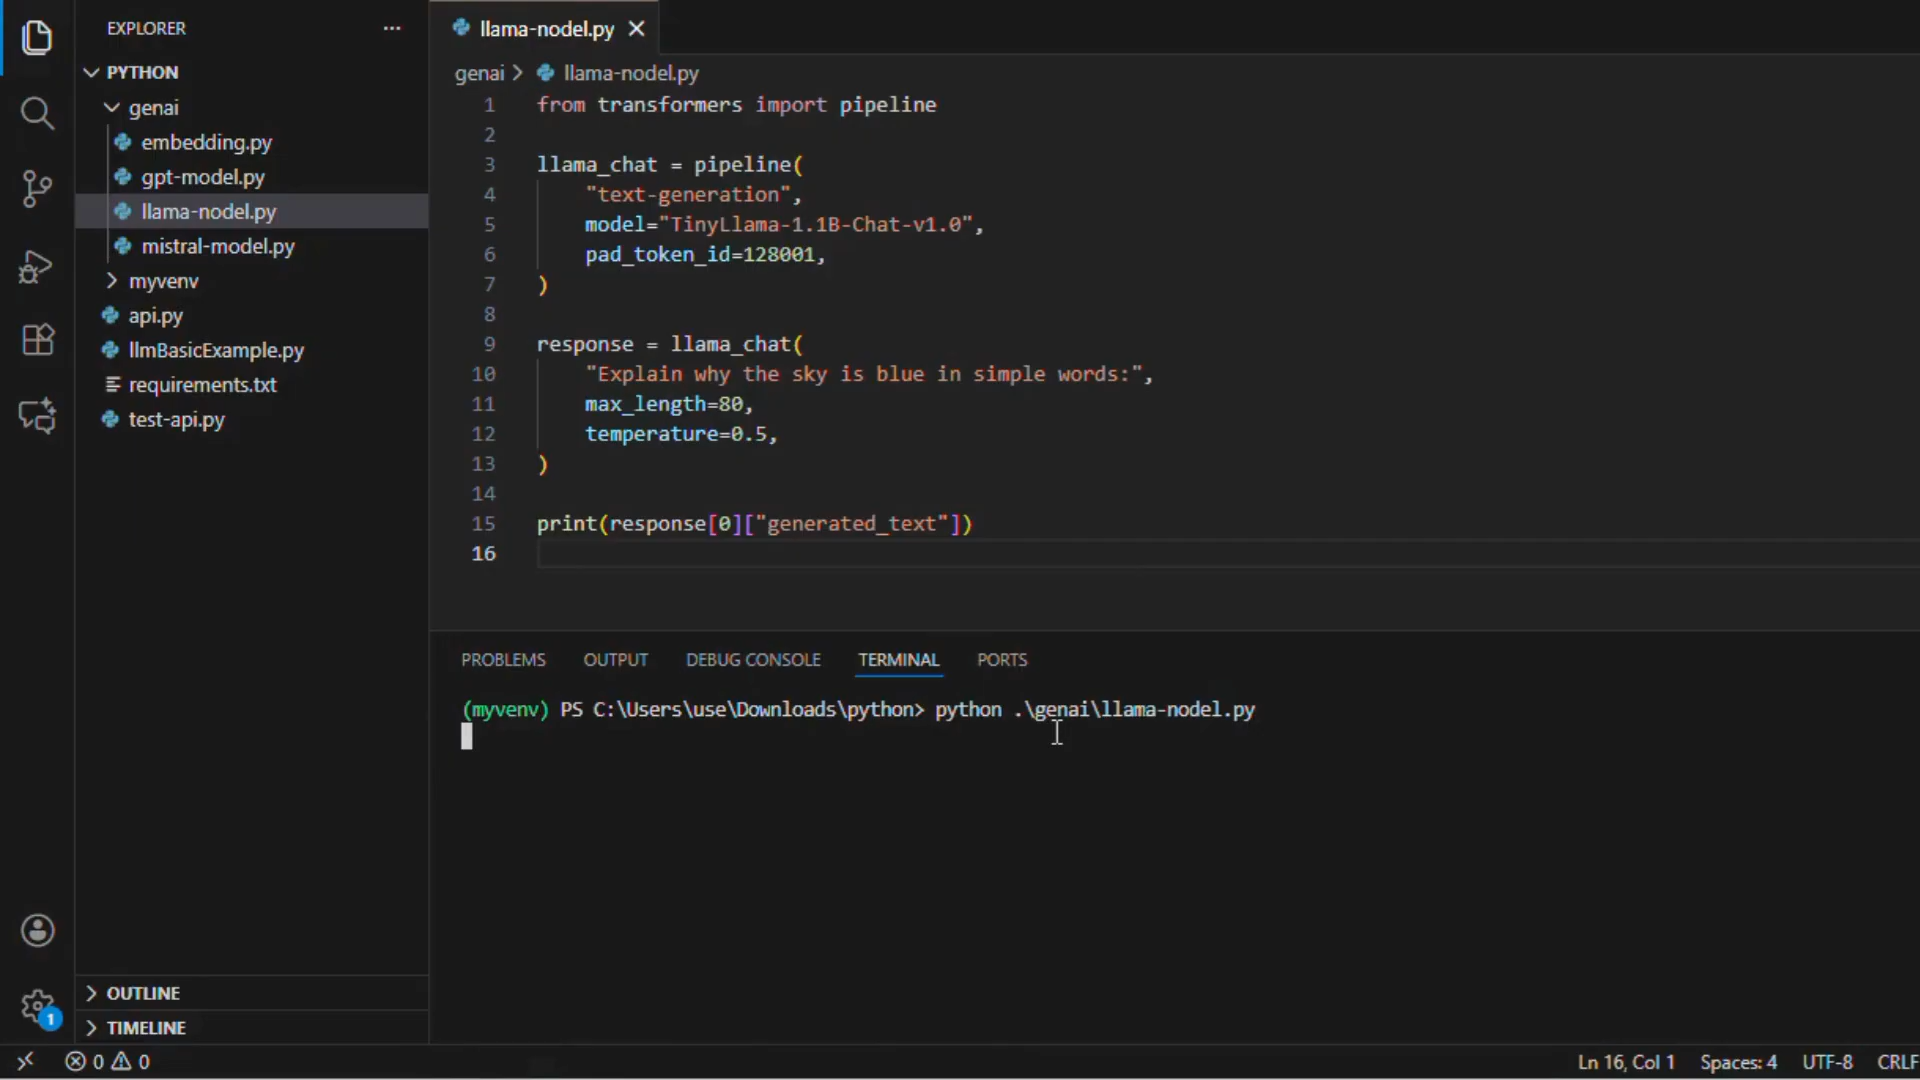 EXPLORER
PYTHON
genai
embedding.py
gpt-model.py
llama-nodel.py
mistral-model.py
myvenv
api.py
llmBasicExample.py
requirements.txt
test-api.py
OUTLINE
TIMELINE
1
0 0
llama-nodel.py
genai > llama-nodel.py
1 from transformers import pipeline
2
3 llama_chat = pipeline(
4 "text-generation",
5 model="TinyLlama-1.1B-Chat-v1.0",
6 pad_token_id=128001,
7 )
8
9 response = llama_chat(
10 "Explain why the sky is blue in simple words:",
11 max_length=80,
12 temperature=0.5,
13 )
14
15 print(response[0]["generated_text"])
16
PROBLEMS OUTPUT DEBUG CONSOLE TERMINAL PORTS
(myvenv) PS C:\Users\use\Downloads\python> python .\genai\llama-nodel.py
Ln 16, Col 1 Spaces: 4 UTF-8 CRLF